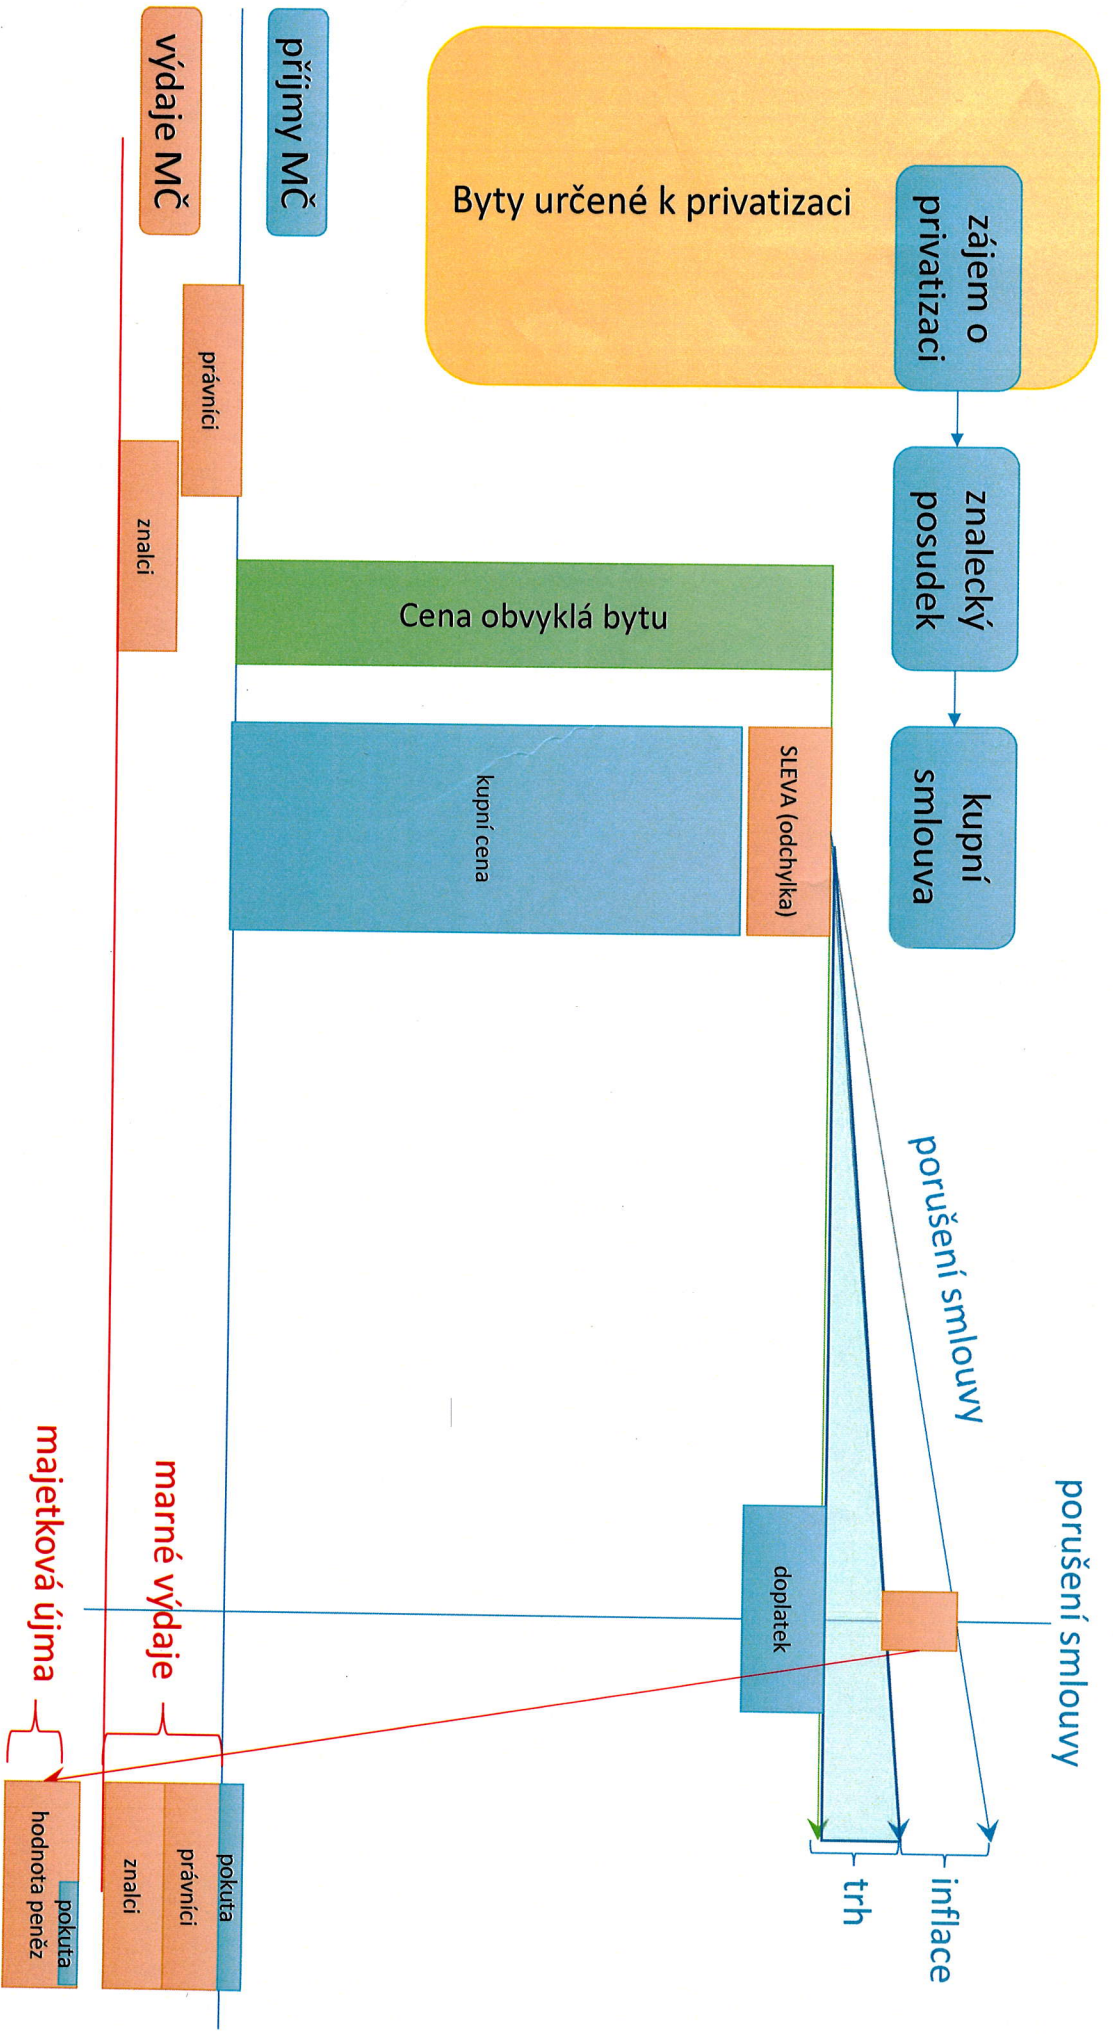 zájem o
privatizaci
znalecký
posudek
kupní
smlouva
porušení smlouvy
porušení smlouvy
Byty určené k privatizaci
Cena obvyklá bytu
SLEVA (odchylka)
kupní cena
doplatek
inflace
trh
příjmy MČ
výdaje MČ
právníci
znalci
marné výdaje
majetková újma
pokuta
právníci
znalci
pokuta
hodnota peněz